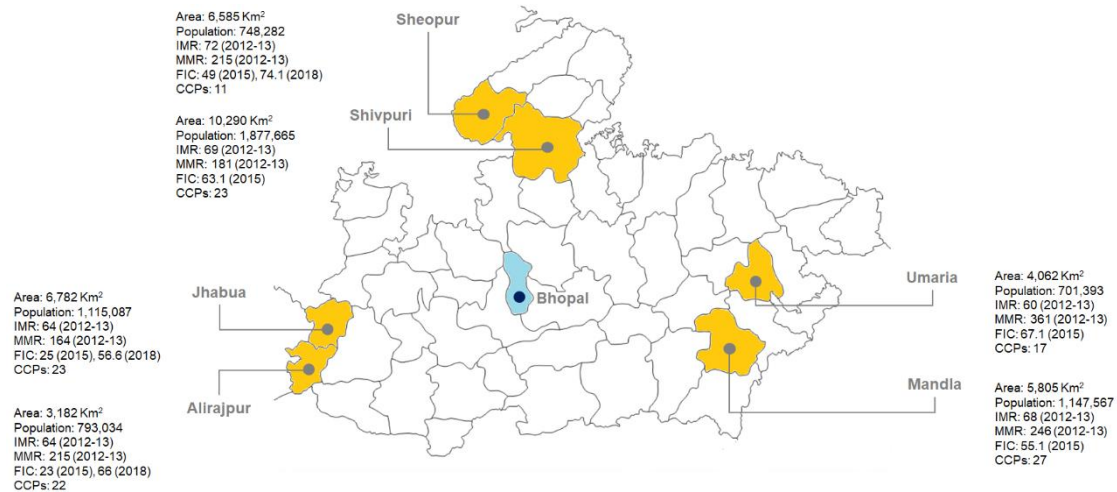 Area: 6,585 Km²
Population: 748,282
IMR: 72 (2012-13)
MMR: 215 (2012-13)
FIC: 49 (2015), 74.1 (2018)
CCPs: 11
Sheopur
Area: 10,290 Km²
Population: 1,877,665
IMR: 69 (2012-13)
MMR: 181 (2012-13)
FIC: 63.1 (2015)
CCPs: 23
Shivpuri
Area: 6,782 Km²
Population: 1,115,087
IMR: 64 (2012-13)
MMR: 164 (2012-13)
FIC: 25 (2015), 56.6 (2018)
CCPs: 23
Jhabua
Area: 3,182 Km²
Population: 793,034
IMR: 64 (2012-13)
MMR: 215 (2012-13)
FIC: 23 (2015), 66 (2018)
CCPs: 22
Alirajpur
Bhopal
Umaria
Area: 4,062 Km²
Population: 701,393
IMR: 60 (2012-13)
MMR: 361 (2012-13)
FIC: 67.1 (2015)
CCPs: 17
Mandla
Area: 5,805 Km²
Population: 1,147,567
IMR: 68 (2012-13)
MMR: 246 (2012-13)
FIC: 55.1 (2015)
CCPs: 27